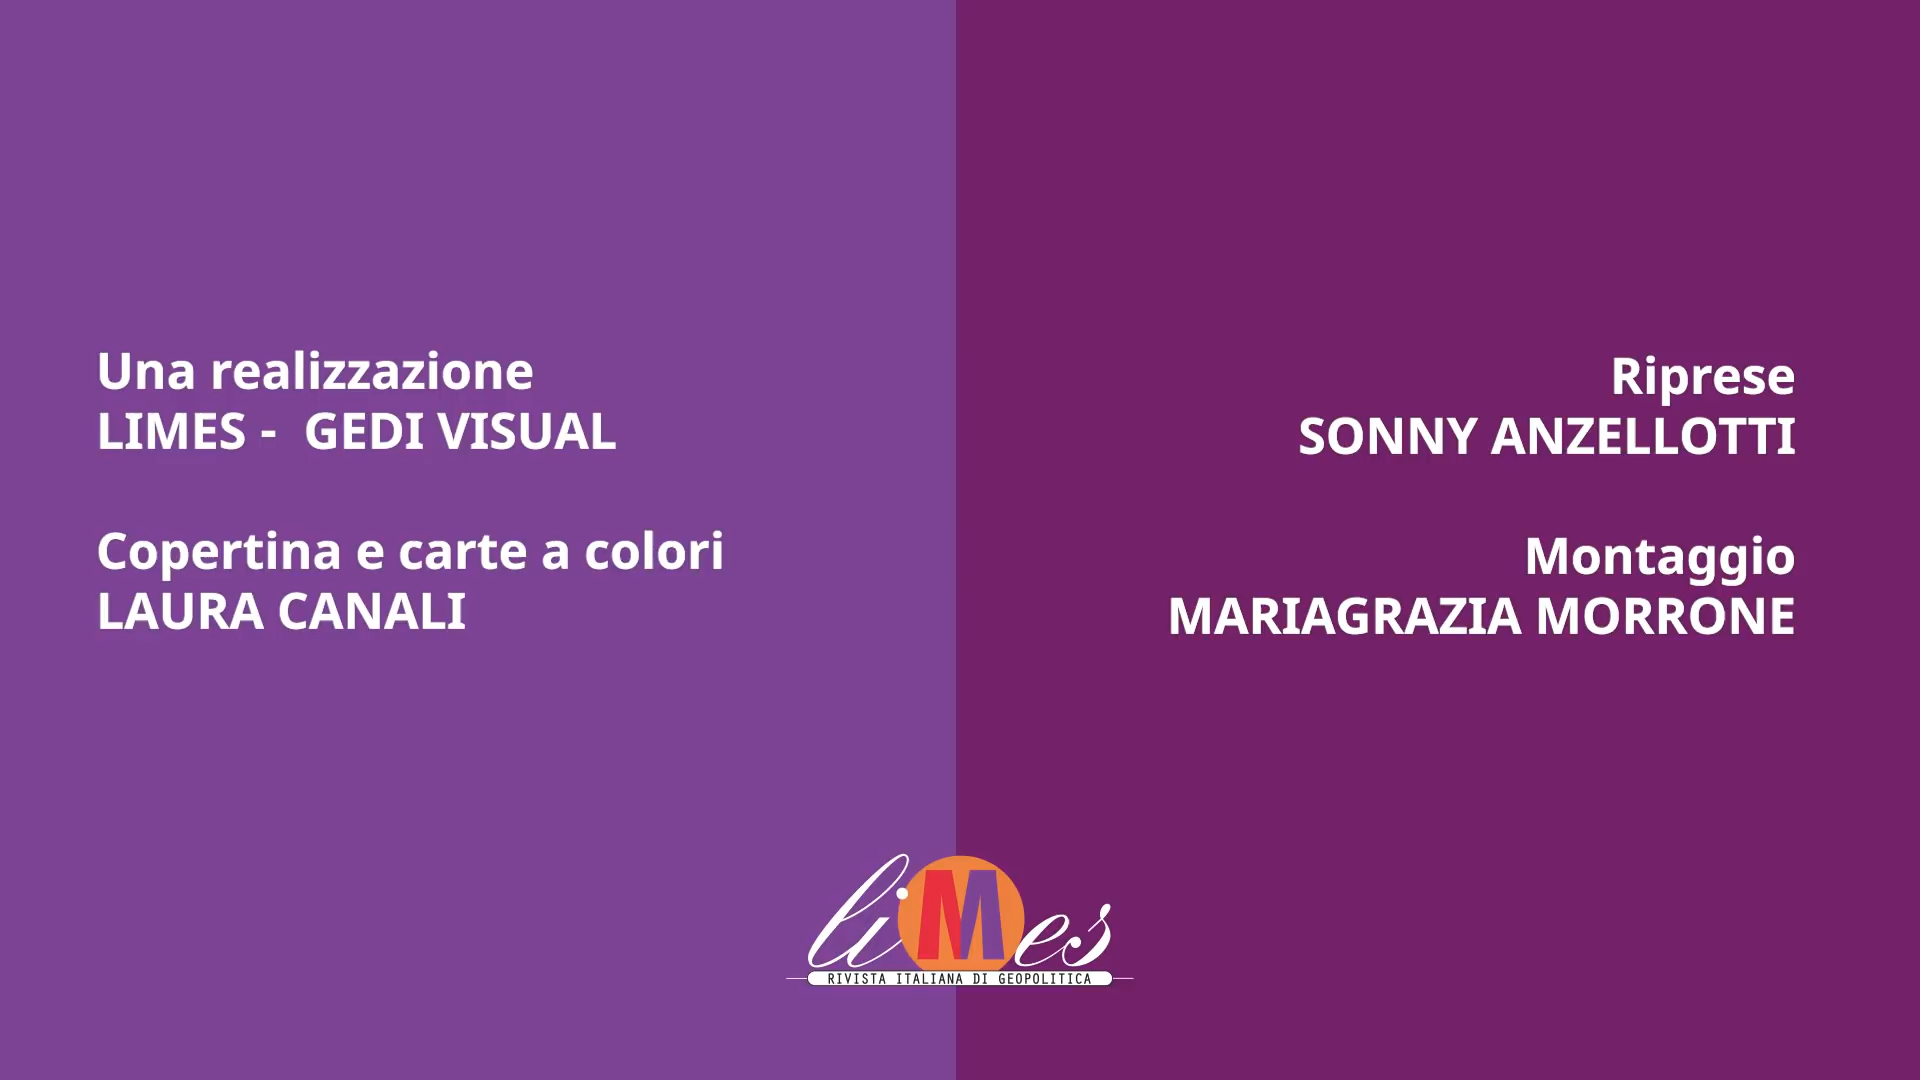 Una realizzazione
LIMES - GEDI VISUAL
Copertina e carte a colori
LAURA CANALI
Riprese
SONNY ANZELLOTTI
Montaggio
MARIAGRAZIA MORRONE
liMes
RIVISTA ITALIANA DI GEOPOLITICA